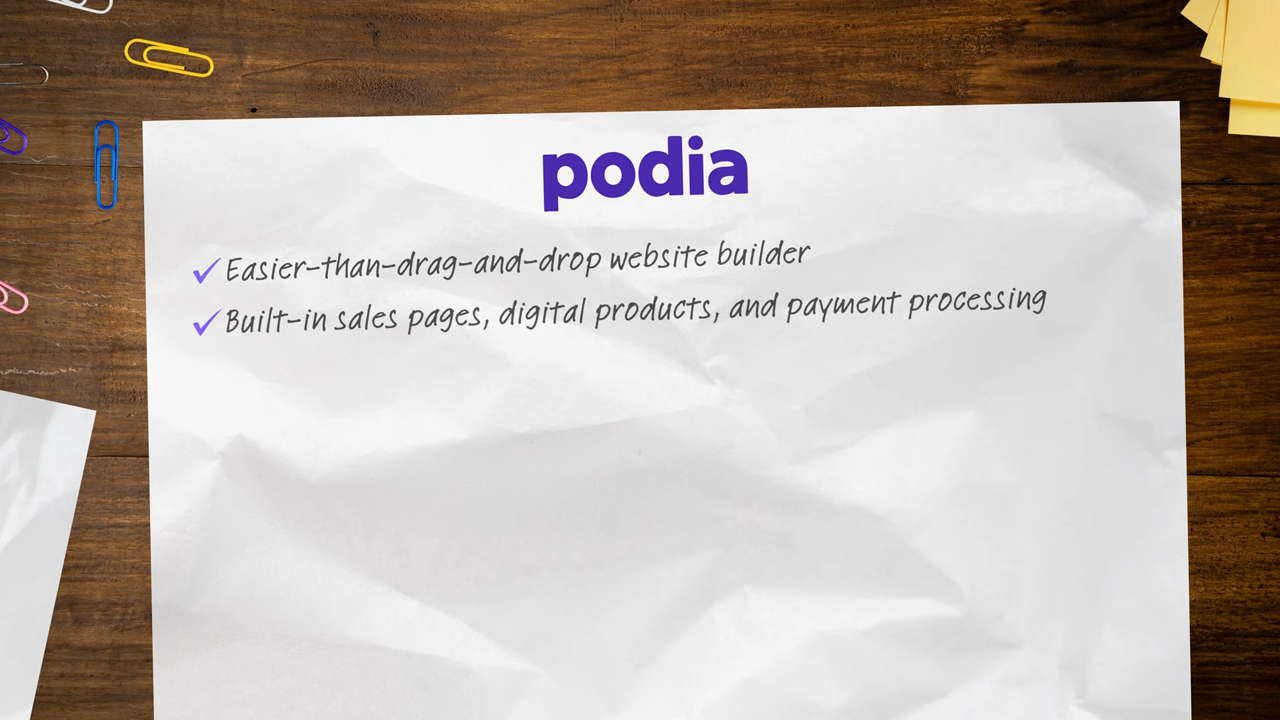 podia
Easier-than-drag-and-drop website builder
Built-in sales pages, digital products, and payment processing